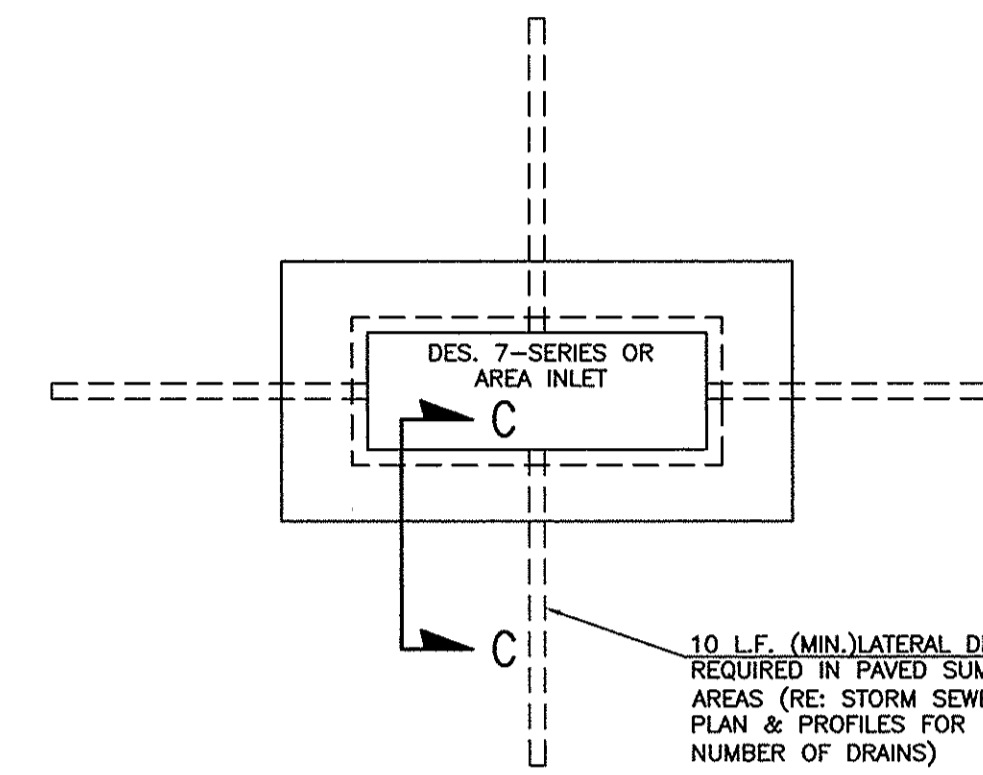 DES. 7-SERIES OR
AREA INLET
C
C
10 L.F. (MIN.)LATERAL
REQUIRED IN PAVED
AREAS (RE: STORM
PLAN & PROFILES FOR
NUMBER OF DRAINS)